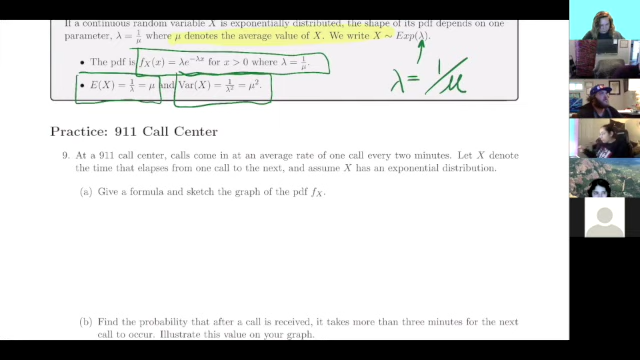 If a continuous random variable X is exponentially distributed, the shape of its pdf depends on one
parameter, λ = 1/μ where μ denotes the average value of X. We write X ∼ Exp(λ).
• The pdf is f_X(x) = λe^{−λx} for x > 0 where λ = 1/μ.
λ = 1/μ
• E(X) = 1/λ = μ and Var(X) = 1/λ² = μ².
Practice: 911 Call Center
9. At a 911 call center, calls come in at an average rate of one call every two minutes. Let X denote
the time that elapses from one call to the next, and assume X has an exponential distribution.
(a) Give a formula and sketch the graph of the pdf f_X.
(b) Find the probability that after a call is received, it takes more than three minutes for the next
call to occur. Illustrate this value on your graph.